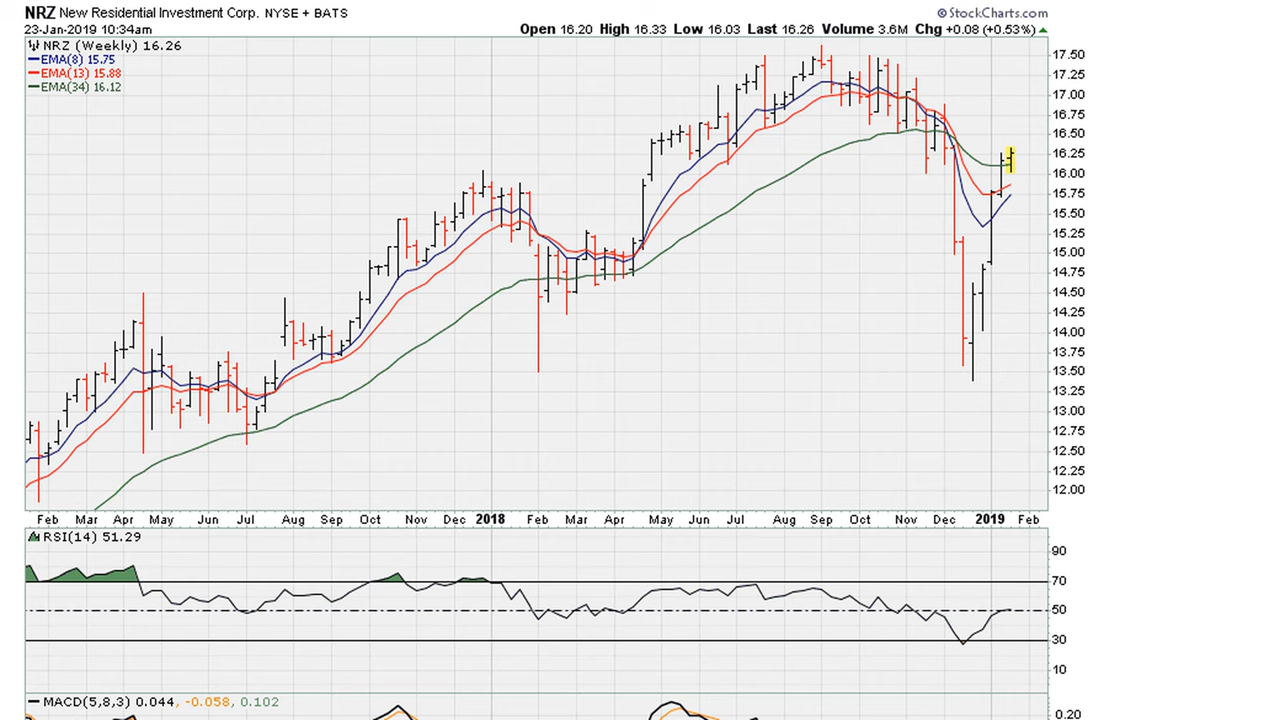 NRZ New Residential Investment Corp. NYSE + BATS
© StockCharts.com
23-Jan-2019 10:34am
Open 16.20 High 16.33 Low 16.03 Last 16.26 Volume 3.6M Chg +0.08 (+0.53%)
NRZ (Weekly) 16.26
EMA(8) 15.75
EMA(13) 15.88
EMA(34) 16.12
17.50
17.25
17.00
16.75
16.50
16.25
16.00
15.75
15.50
15.25
15.00
14.75
14.50
14.25
14.00
13.75
13.50
13.25
13.00
12.75
12.50
12.25
12.00
Feb Mar Apr May Jun Jul Aug Sep Oct Nov Dec 2018 Feb Mar Apr May Jun Jul Aug Sep Oct Nov Dec 2019 Feb
RSI(14) 51.29
90
70
50
30
10
MACD(5,8,3) 0.044, -0.058, 0.102
0.20